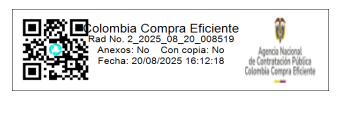 Colombia Compra Eficiente
Rad No. 2_2025_08_20_008519
Anexos: No Con copia: No
Fecha: 20/08/2025 16:12:18
Agencia Nacional
de Contratación Pública
Colombia Compra Eficiente